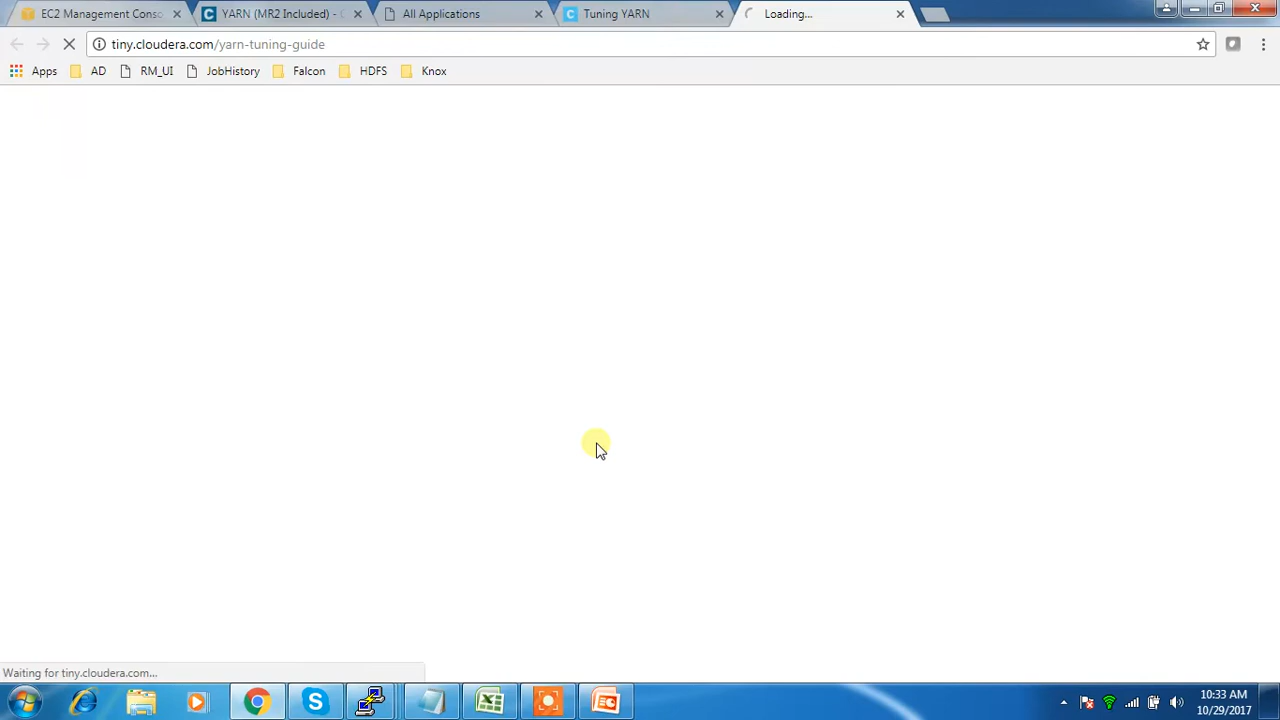 EC2 Management Conso
YARN (MR2 Included) - C
All Applications
Tuning YARN
Loading...
tiny.cloudera.com/yarn-tuning-guide
Apps
AD
RM_UI
JobHistory
Falcon
HDFS
Knox
Waiting for tiny.cloudera.com...
10:33 AM
10/29/2017